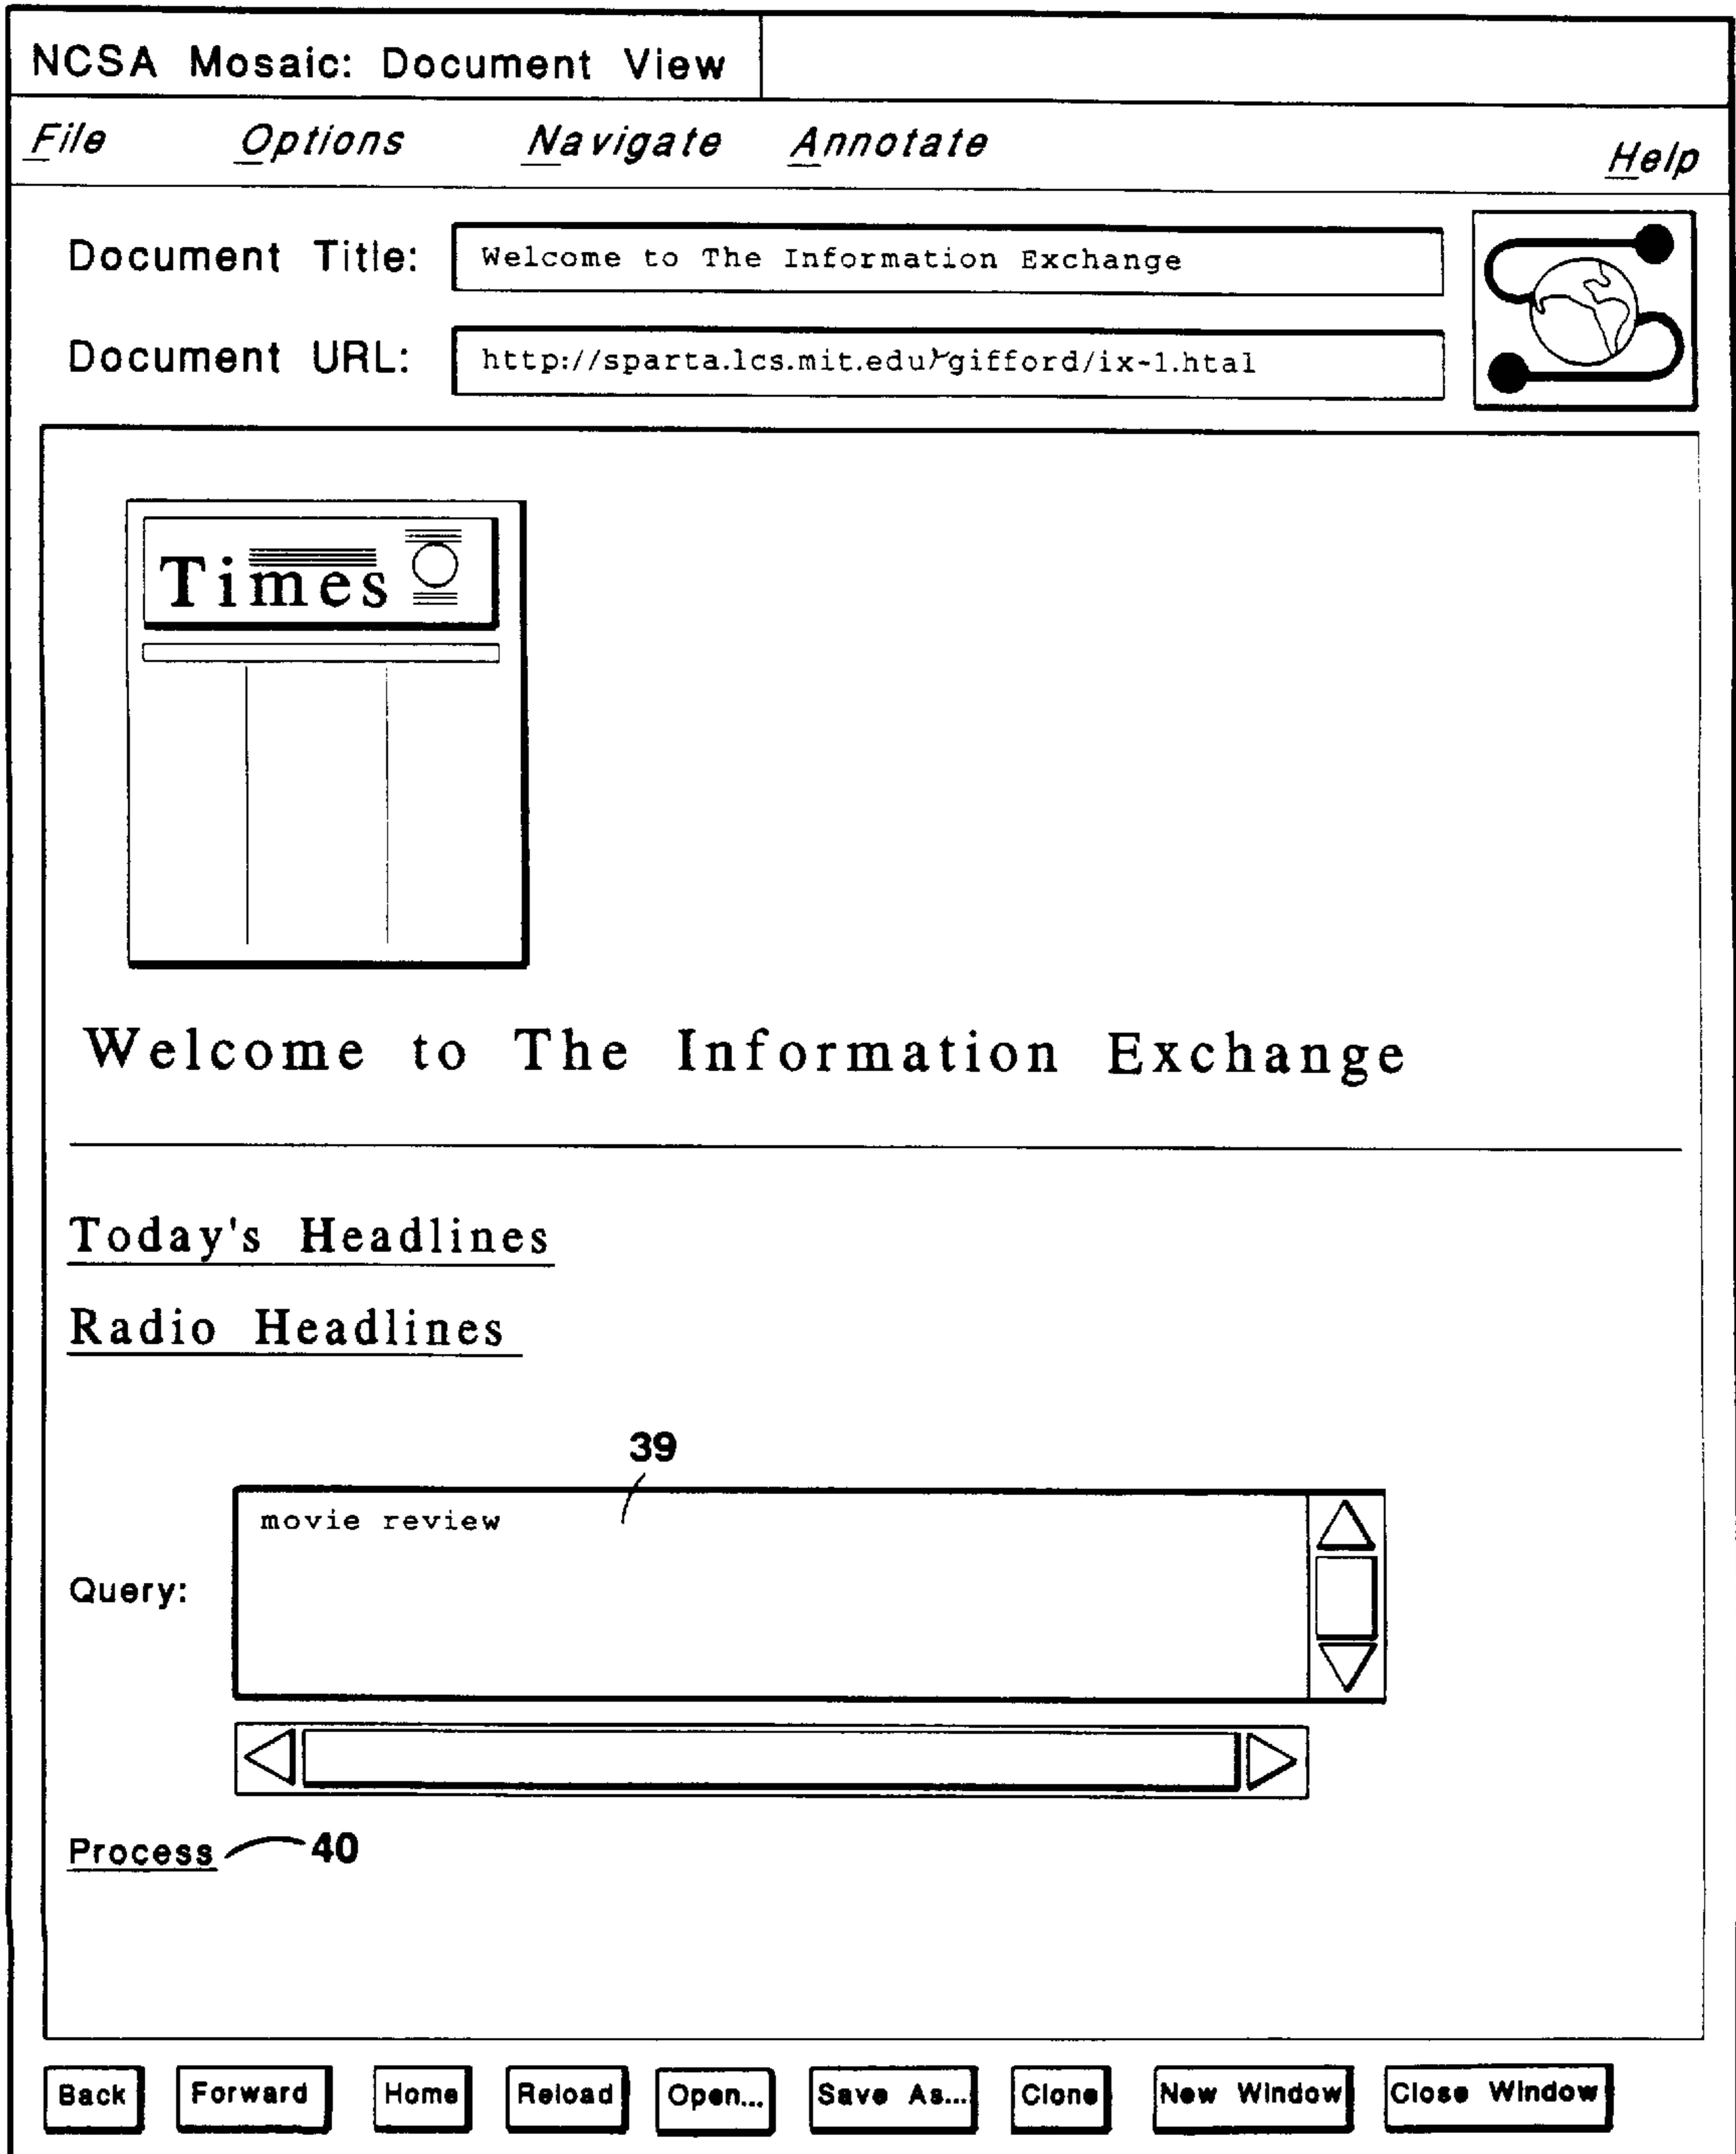 NCSA Mosaic: Document View
File Options Navigate Annotate Help
Document Title: Welcome to The Information Exchange
Document URL: http://sparta.lcs.mit.edu/~gifford/ix-1.htal
Times
Welcome to The Information Exchange
Today's Headlines
Radio Headlines
39
movie review
Query:
Process 40
Back Forward Home Reload Open... Save As... Clone New Window Close Window